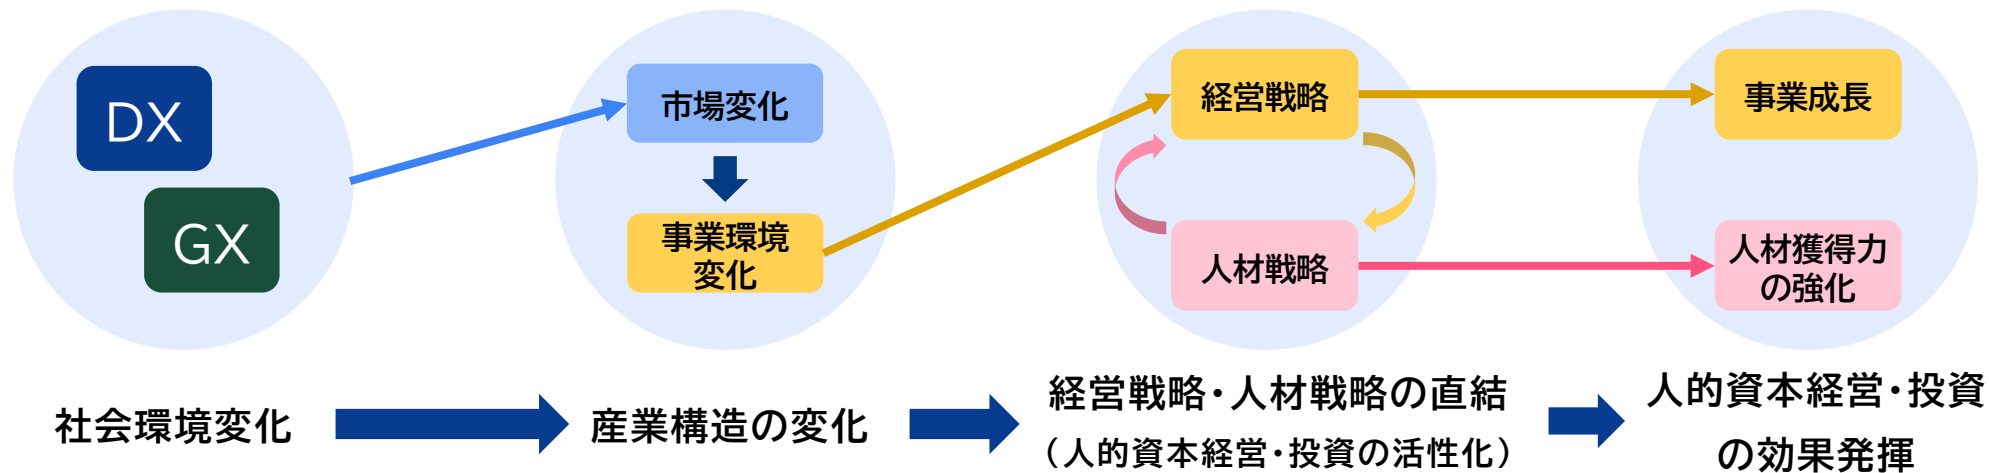 DX
GX
市場変化
事業環境
変化
経営戦略
人材戦略
事業成長
人材獲得力
の強化
社会環境変化
産業構造の変化
経営戦略・人材戦略の直結
（人的資本経営・投資の活性化）
人的資本経営・投資
の効果発揮